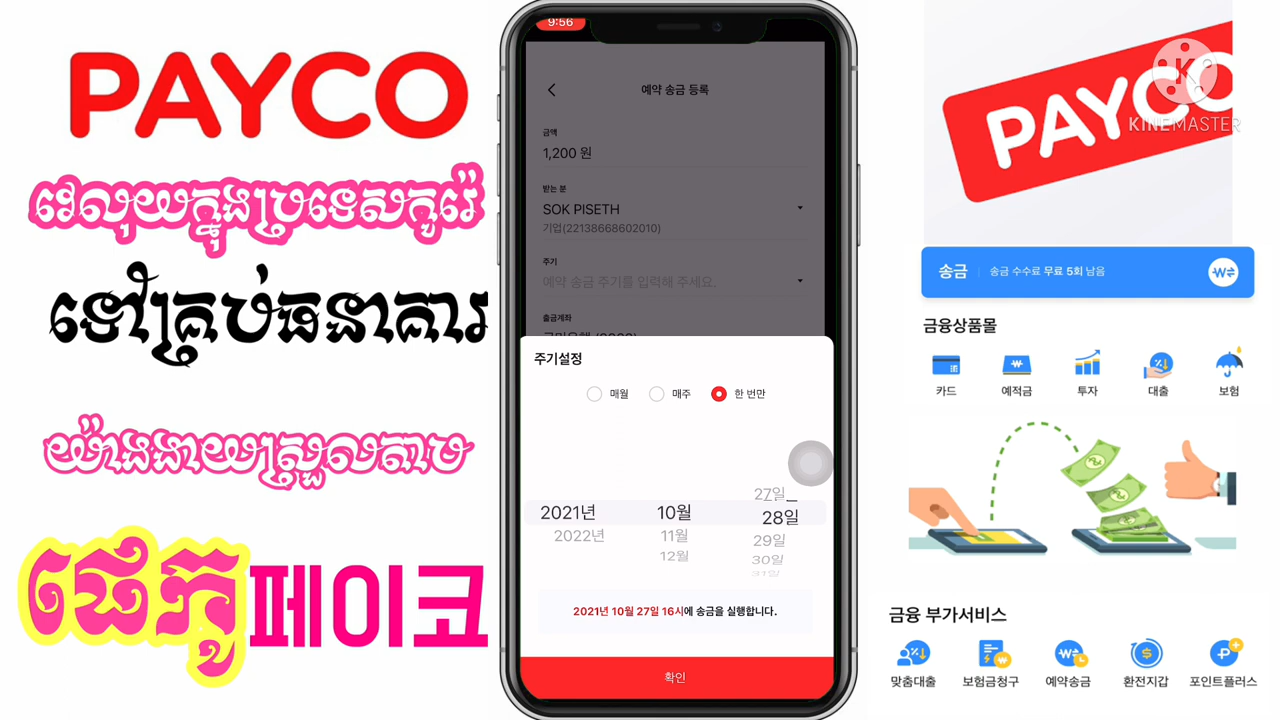 PAYCO
វេលុយក្នុងប្រទេសកូរ៉េ
ទៅគ្រប់ធនាគារ
យ៉ាងងាយស្រួលតាម
ផេកូ 페이코
9:56
예약 송금 등록
금액
1,200 원
받는 분
SOK PISETH
기업(22138668602010)
주기
예약 송금 주기를 입력해 주세요.
출금계좌
주기설정
매월 매주 한 번만
27일
2021년 10월 28일
2022년 11월 29일
12월 30일
31일
2021년 10월 27일 16시에 송금을 실행합니다.
확인
PAYCO
KINEMASTER
송금 송금 수수료 무료 5회 남음
금융상품몰
카드 예적금 투자 대출 보험
금융 부가서비스
맞춤대출 보험금청구 예약송금 환전지갑 포인트플러스